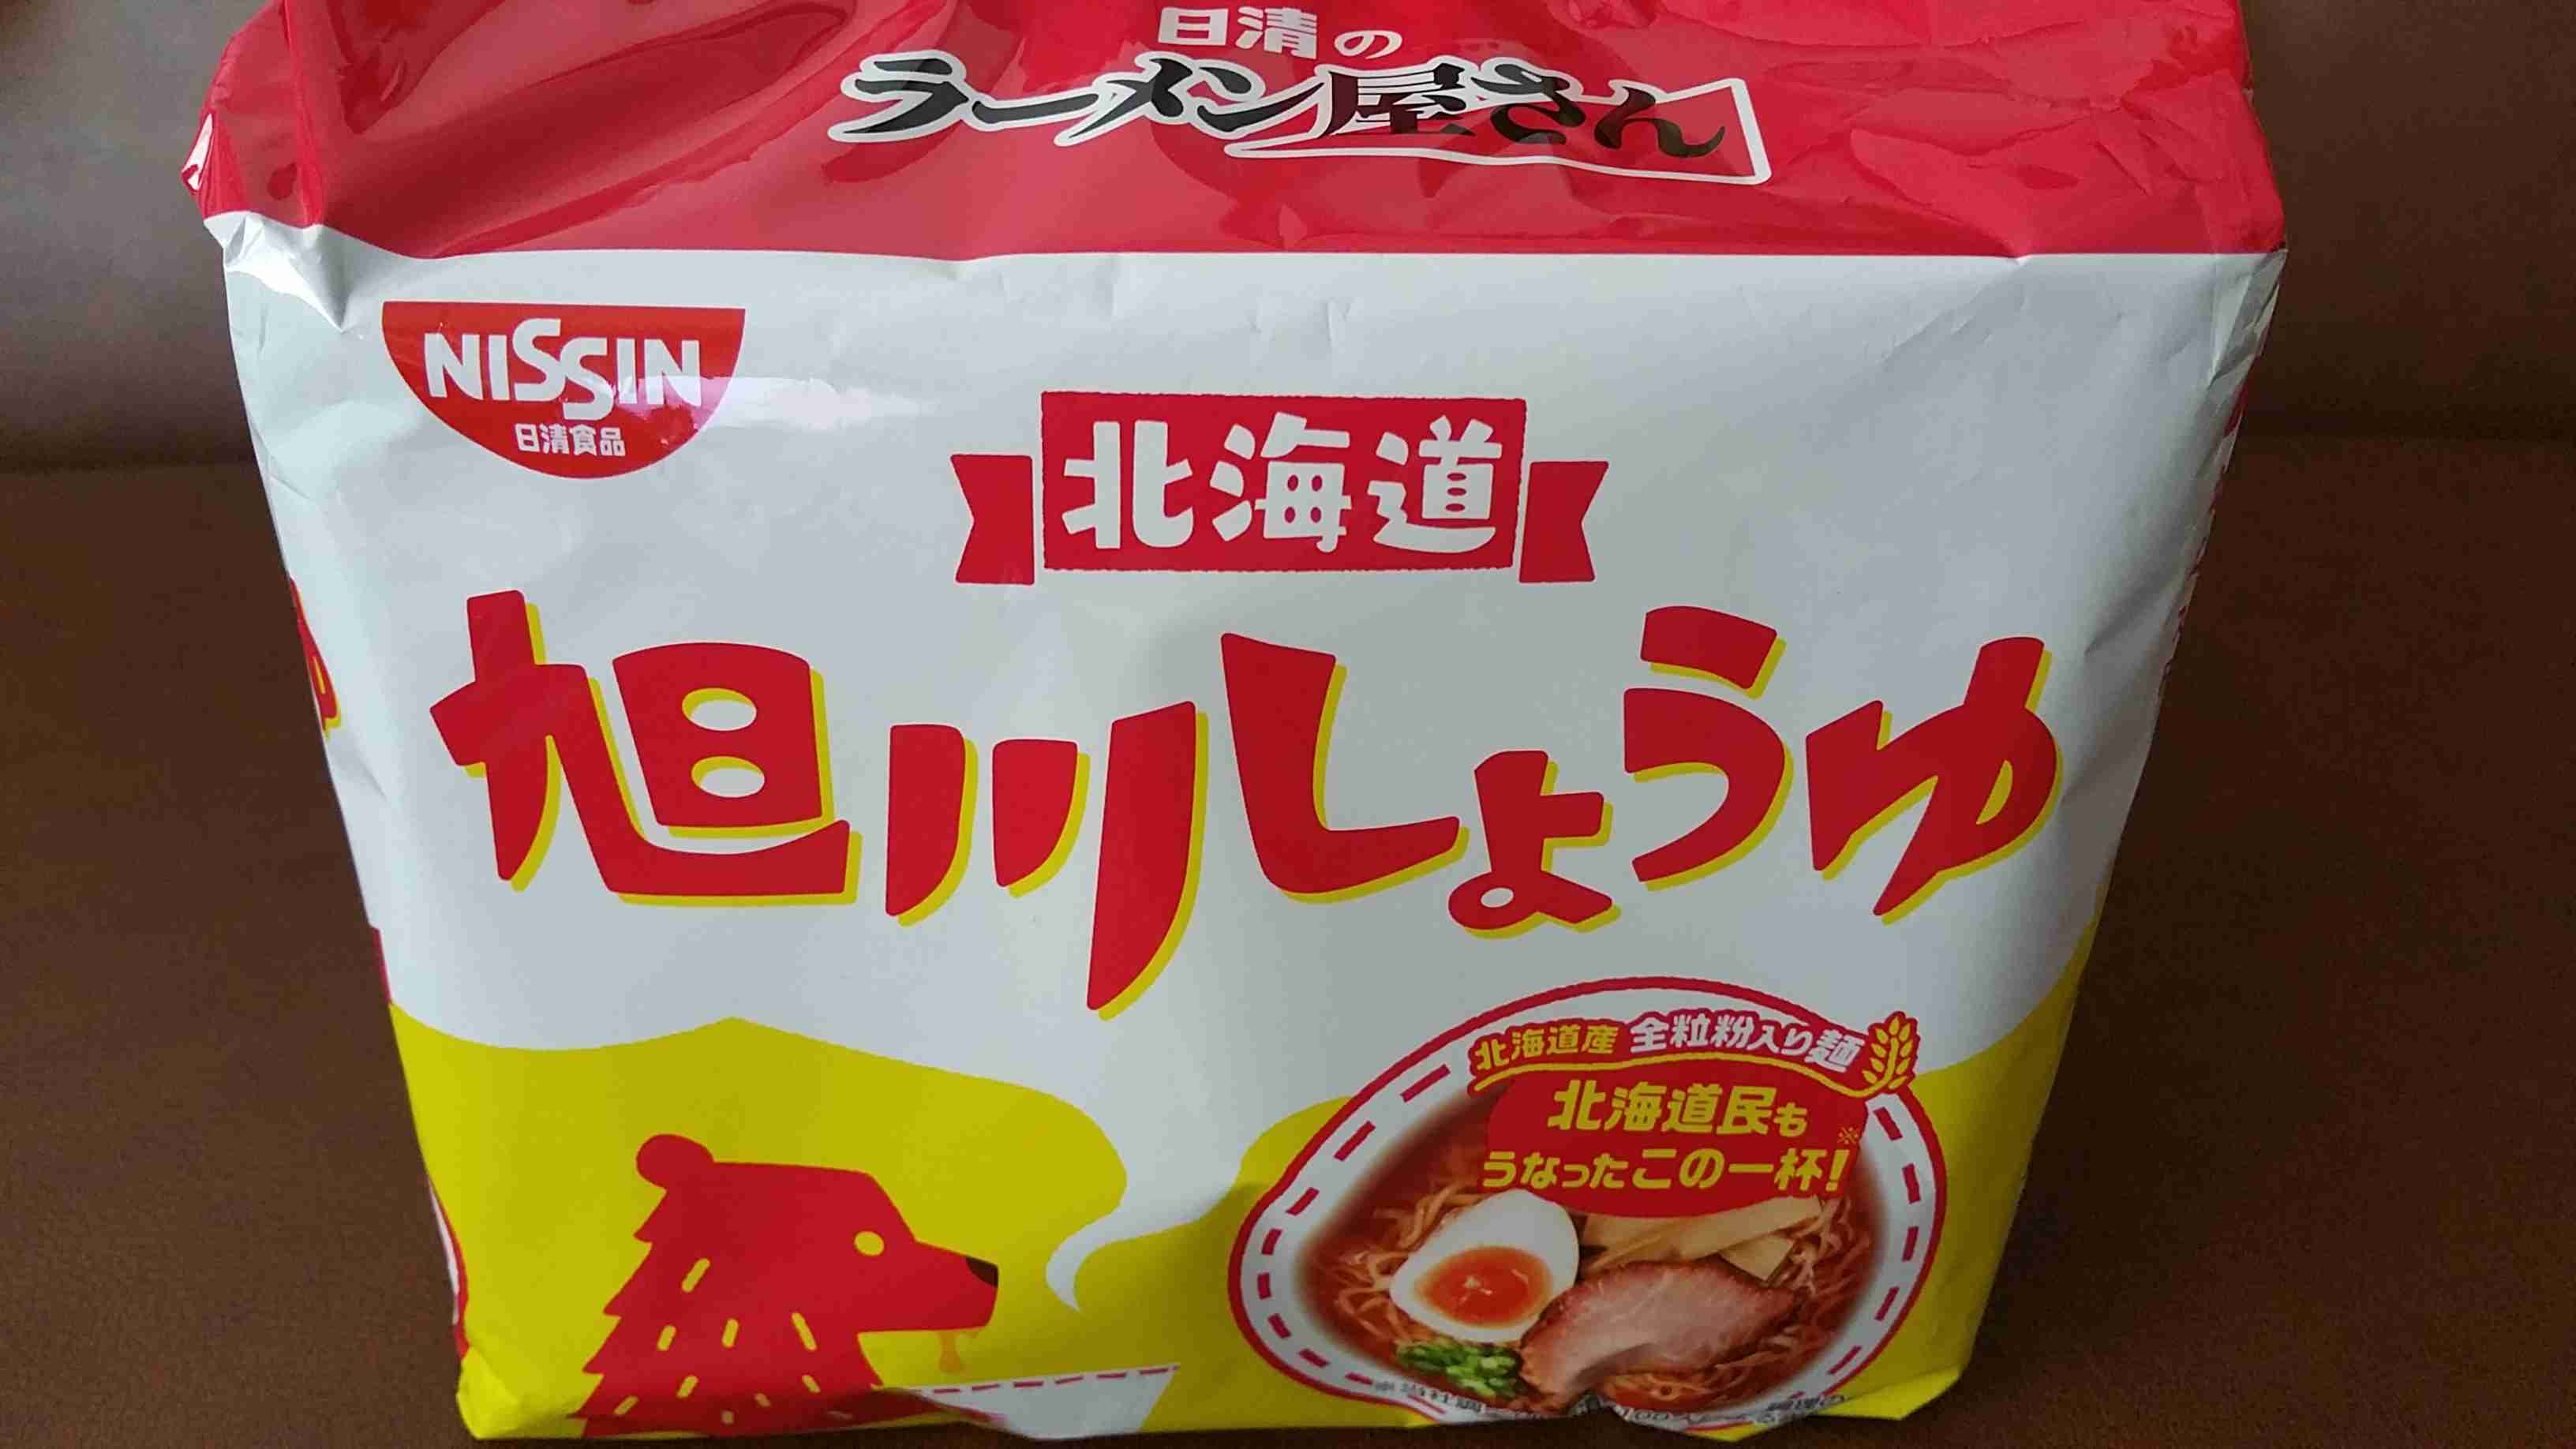 日清の
ラーメン屋さん
NISSIN
日清食品
北海道
旭川しょうゆ
北海道産 全粒粉入り麺
北海道民も
うなったこの一杯!※